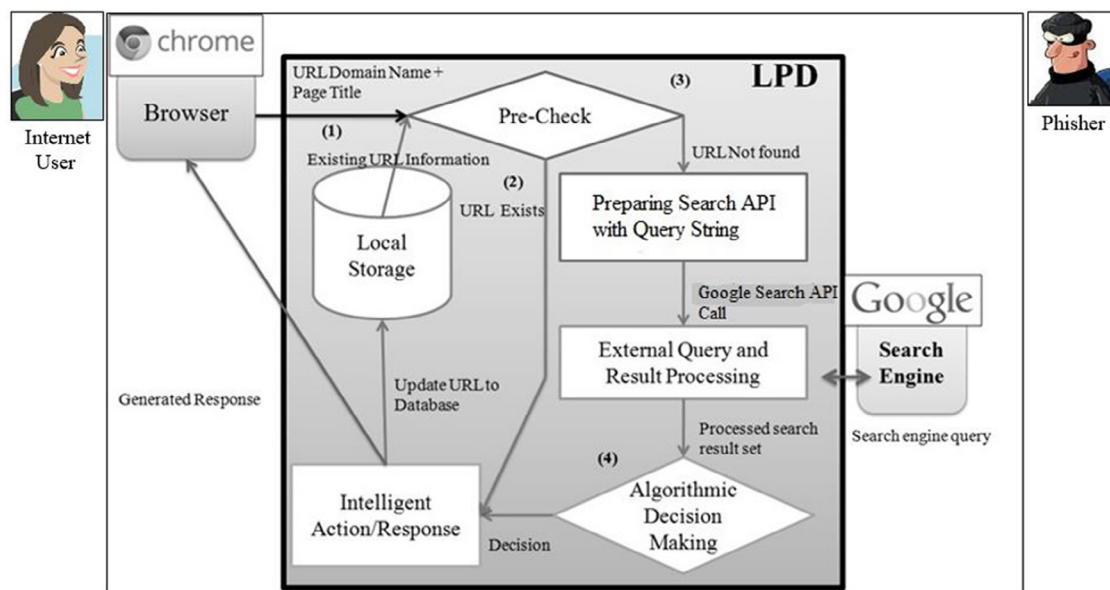 chrome
Browser
Internet
User
URL Domain Name +
Page Title
(1)
(3)
LPD
Phisher
Pre-Check
Existing URL Information
(2)
URL Exists
URL Not found
Local
Storage
Preparing Search API
with Query String
Google Search API
Call
Google
Search
Engine
Search engine query
External Query and
Result Processing
Update URL to
Database
Generated Response
Processed search
result set
(4)
Algorithmic
Decision
Making
Decision
Intelligent
Action/Response